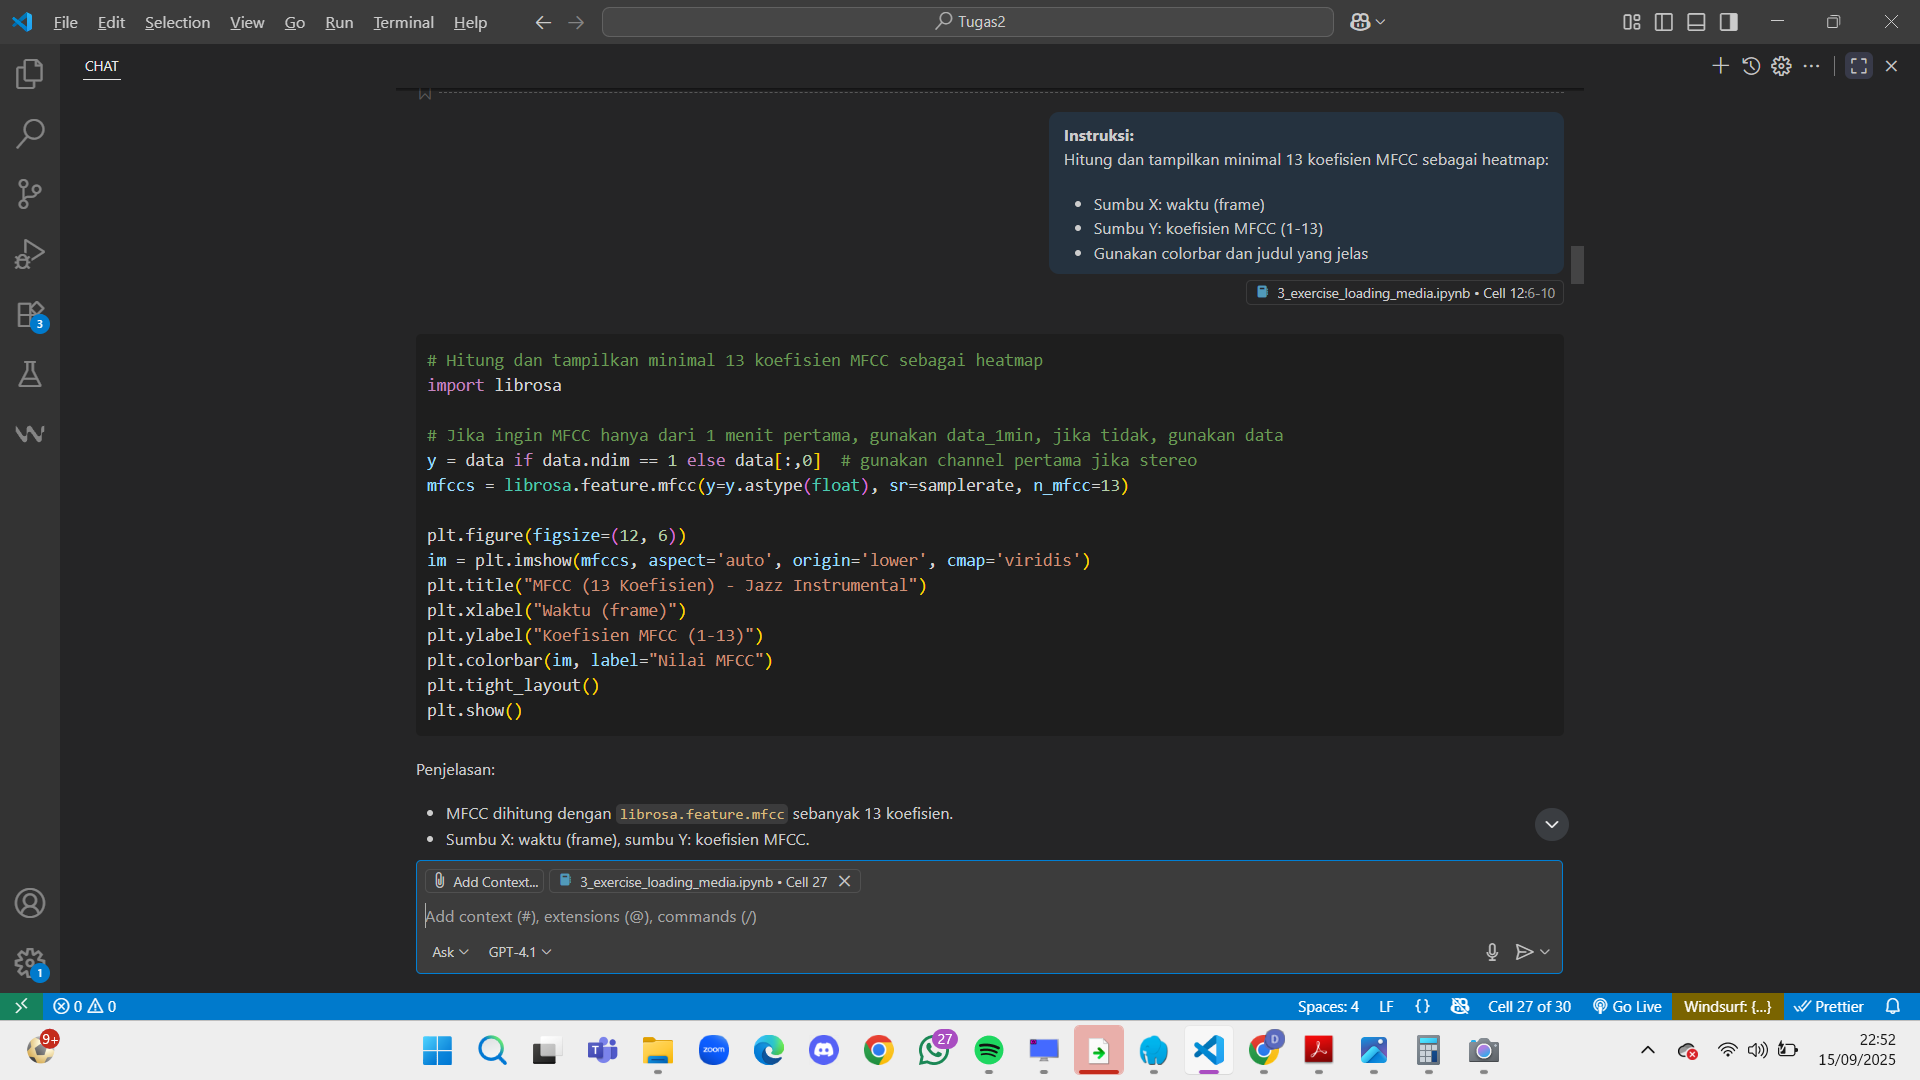 File Edit Selection View Go Run Terminal Help
Tugas2
CHAT
Instruksi:
Hitung dan tampilkan minimal 13 koefisien MFCC sebagai heatmap:
• Sumbu X: waktu (frame)
• Sumbu Y: koefisien MFCC (1-13)
• Gunakan colorbar dan judul yang jelas
3_exercise_loading_media.ipynb • Cell 12:6-10
3
# Hitung dan tampilkan minimal 13 koefisien MFCC sebagai heatmap
import librosa
# Jika ingin MFCC hanya dari 1 menit pertama, gunakan data_1min, jika tidak, gunakan data
y = data if data.ndim == 1 else data[:,0]  # gunakan channel pertama jika stereo
mfccs = librosa.feature.mfcc(y=y.astype(float), sr=samplerate, n_mfcc=13)
plt.figure(figsize=(12, 6))
im = plt.imshow(mfccs, aspect='auto', origin='lower', cmap='viridis')
plt.title("MFCC (13 Koefisien) - Jazz Instrumental")
plt.xlabel("Waktu (frame)")
plt.ylabel("Koefisien MFCC (1-13)")
plt.colorbar(im, label="Nilai MFCC")
plt.tight_layout()
plt.show()
Penjelasan:
• MFCC dihitung dengan librosa.feature.mfcc sebanyak 13 koefisien.
• Sumbu X: waktu (frame), sumbu Y: koefisien MFCC.
Add Context... 3_exercise_loading_media.ipynb • Cell 27
Add context (#), extensions (@), commands (/)
Ask GPT-4.1
1
0 0 Spaces: 4 LF {} Cell 27 of 30 Go Live Windsurf: {...} Prettier
9+ zoom 27 D 22:52
15/09/2025